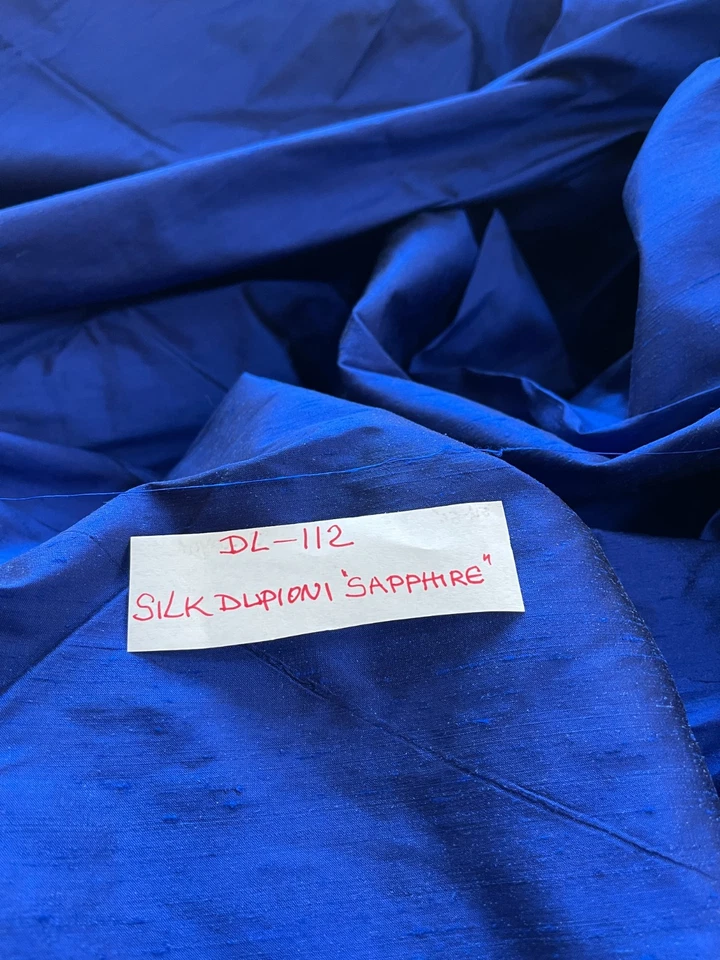 DL-112
SILK DUPIONI "SAPPHIRE"